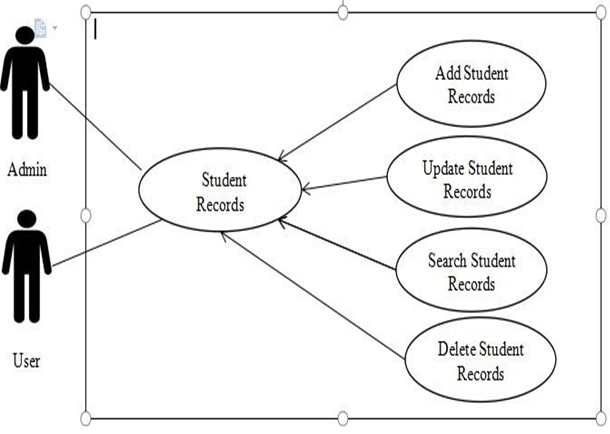 Admin
User
Student
Records
Add Student
Records
Update Student
Records
Search Student
Records
Delete Student
Records